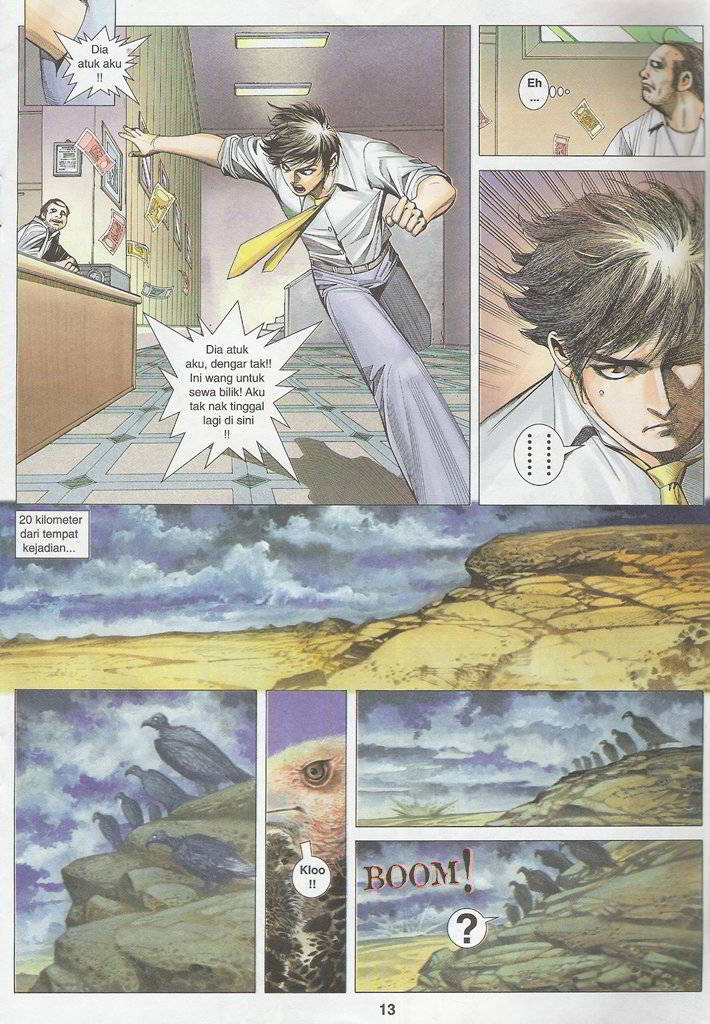 Dia
atuk aku
!!
Eh
...
Dia atuk
aku, dengar tak!!
Ini wang untuk
sewa bilik! Aku
tak nak tinggal
lagi di sini
!!
20 kilometer
dari tempat
kejadian...
Kloo
!!
BOOM!
?
13